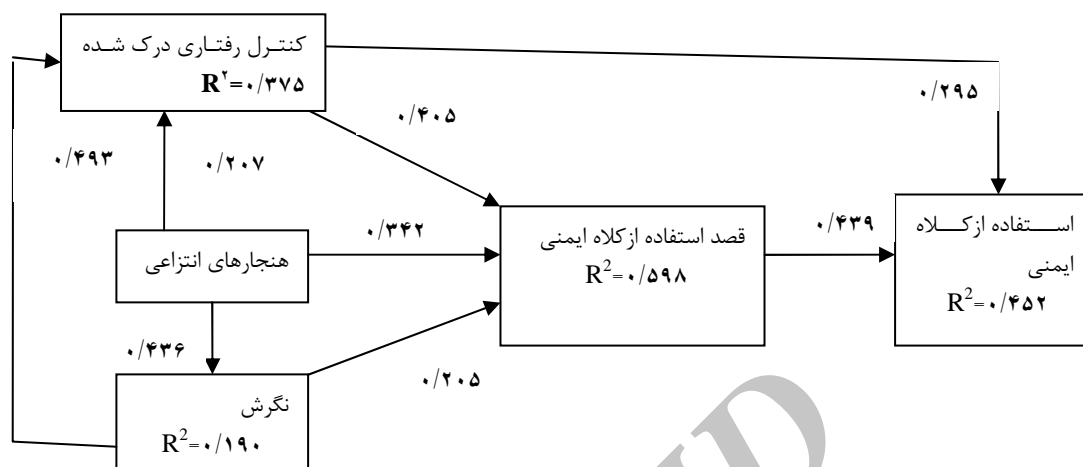 کنترل رفتاری درک شده
R۲=۰/۳۷۵
۰/۲۹۵
۰/۴۰۵
۰/۴۹۳
۰/۲۰۷
هنجارهای انتزاعی
۰/۳۴۲
قصد استفاده ازکلاه ایمنی
R2=۰/۵۹۸
۰/۴۳۹
استفاده ازکلاه
ایمنی
R2=۰/۴۵۲
۰/۴۳۶
۰/۲۰۵
نگرش
R2=۰/۱۹۰